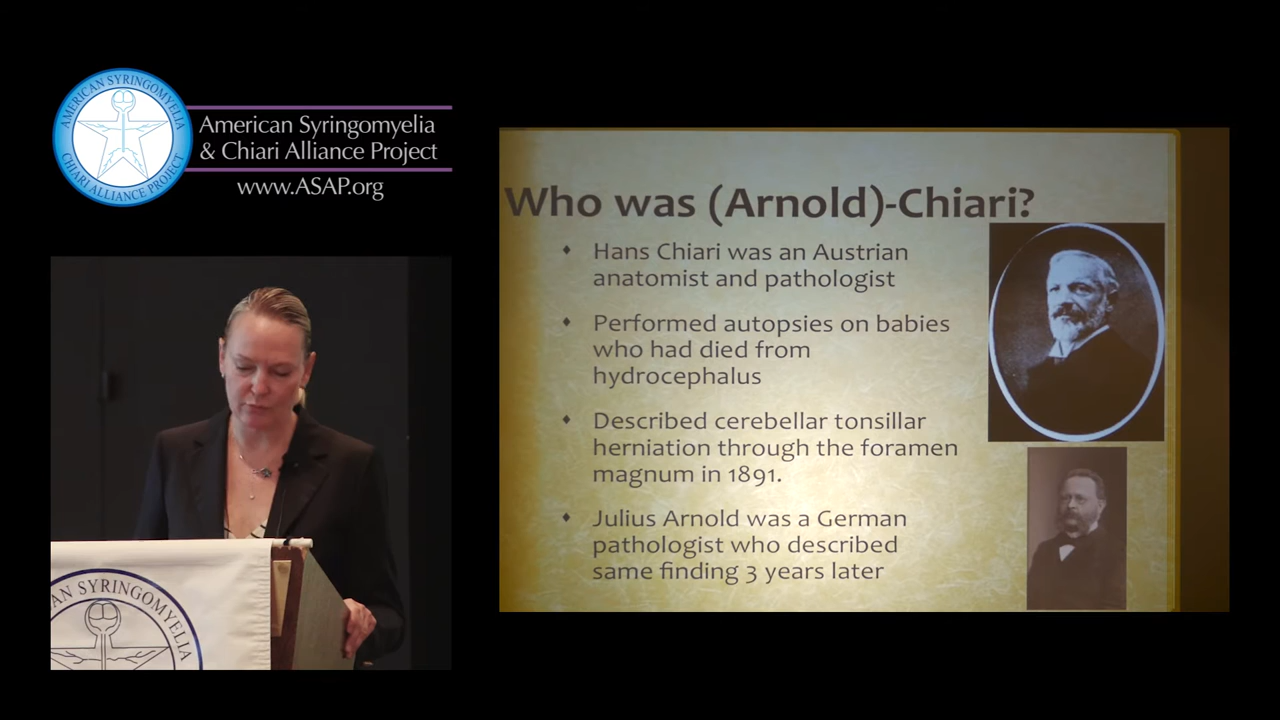 AMERICAN SYRINGOMYELIA
CHIARI ALLIANCE PROJECT
American Syringomyelia
& Chiari Alliance Project
www.ASAP.org
Who was (Arnold)-Chiari?
Hans Chiari was an Austrian
anatomist and pathologist
Performed autopsies on babies
who had died from
hydrocephalus
Described cerebellar tonsillar
herniation through the foramen
magnum in 1891.
Julius Arnold was a German
pathologist who described
same finding 3 years later
AN SYRINGOMYELIA